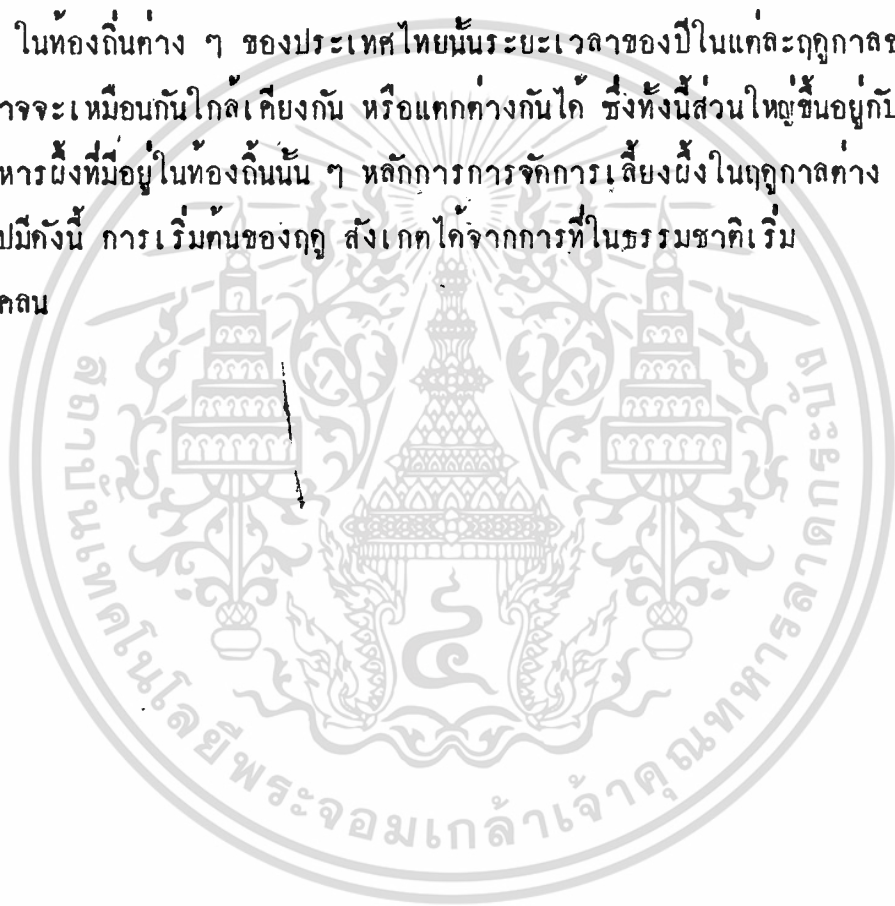 ในท้องถิ่นต่าง ๆ ของประเทศไทยนั้นระยะเวลาของปีในแต่ละฤดูกาลข
าจจะเหมือนกันใกล้เคียงกัน หรือแตกต่างกันได้ ซึ่งทั้งนี้ส่วนใหญ่ขึ้นอยู่กับ
หารผึ้งที่มีอยู่ในท้องถิ่นนั้น ๆ หลักการการจัดการเลี้ยงผึ้งในฤดูกาลต่าง
ปมีดังนี้ การเริ่มต้นของฤดู สังเกตได้จากการที่ในธรรมชาติเริ่ม
คลน
สถาบันเทคโนโลยีพระจอมเกล้าเจ้าคุณทหารลาดกระบัง